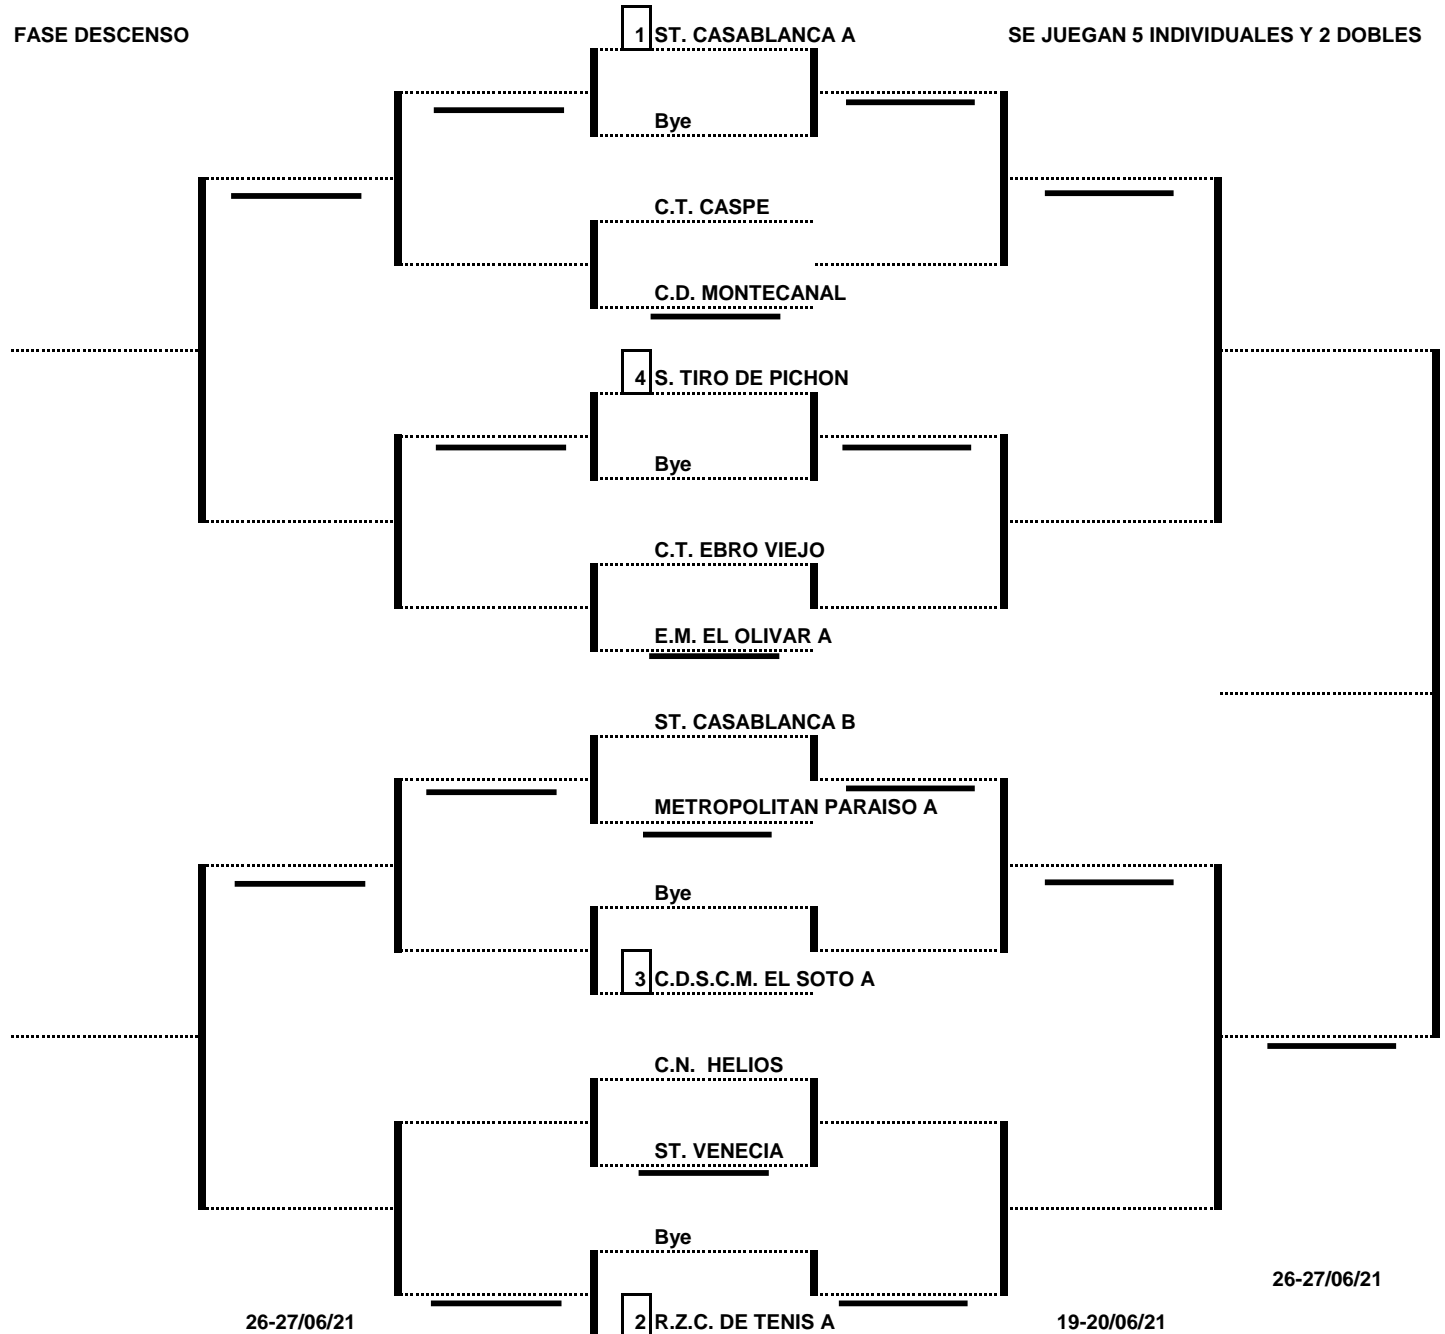 FASE DESCENSO
1 ST. CASABLANCA A
SE JUEGAN 5 INDIVIDUALES Y 2 DOBLES
Bye
C.T. CASPE
C.D. MONTECANAL
4 S. TIRO DE PICHON
Bye
C.T. EBRO VIEJO
E.M. EL OLIVAR A
ST. CASABLANCA B
METROPOLITAN PARAISO A
Bye
3 C.D.S.C.M. EL SOTO A
C.N. HELIOS
ST. VENECIA
Bye
26-27/06/21
26-27/06/21
2 R.Z.C. DE TENIS A
19-20/06/21